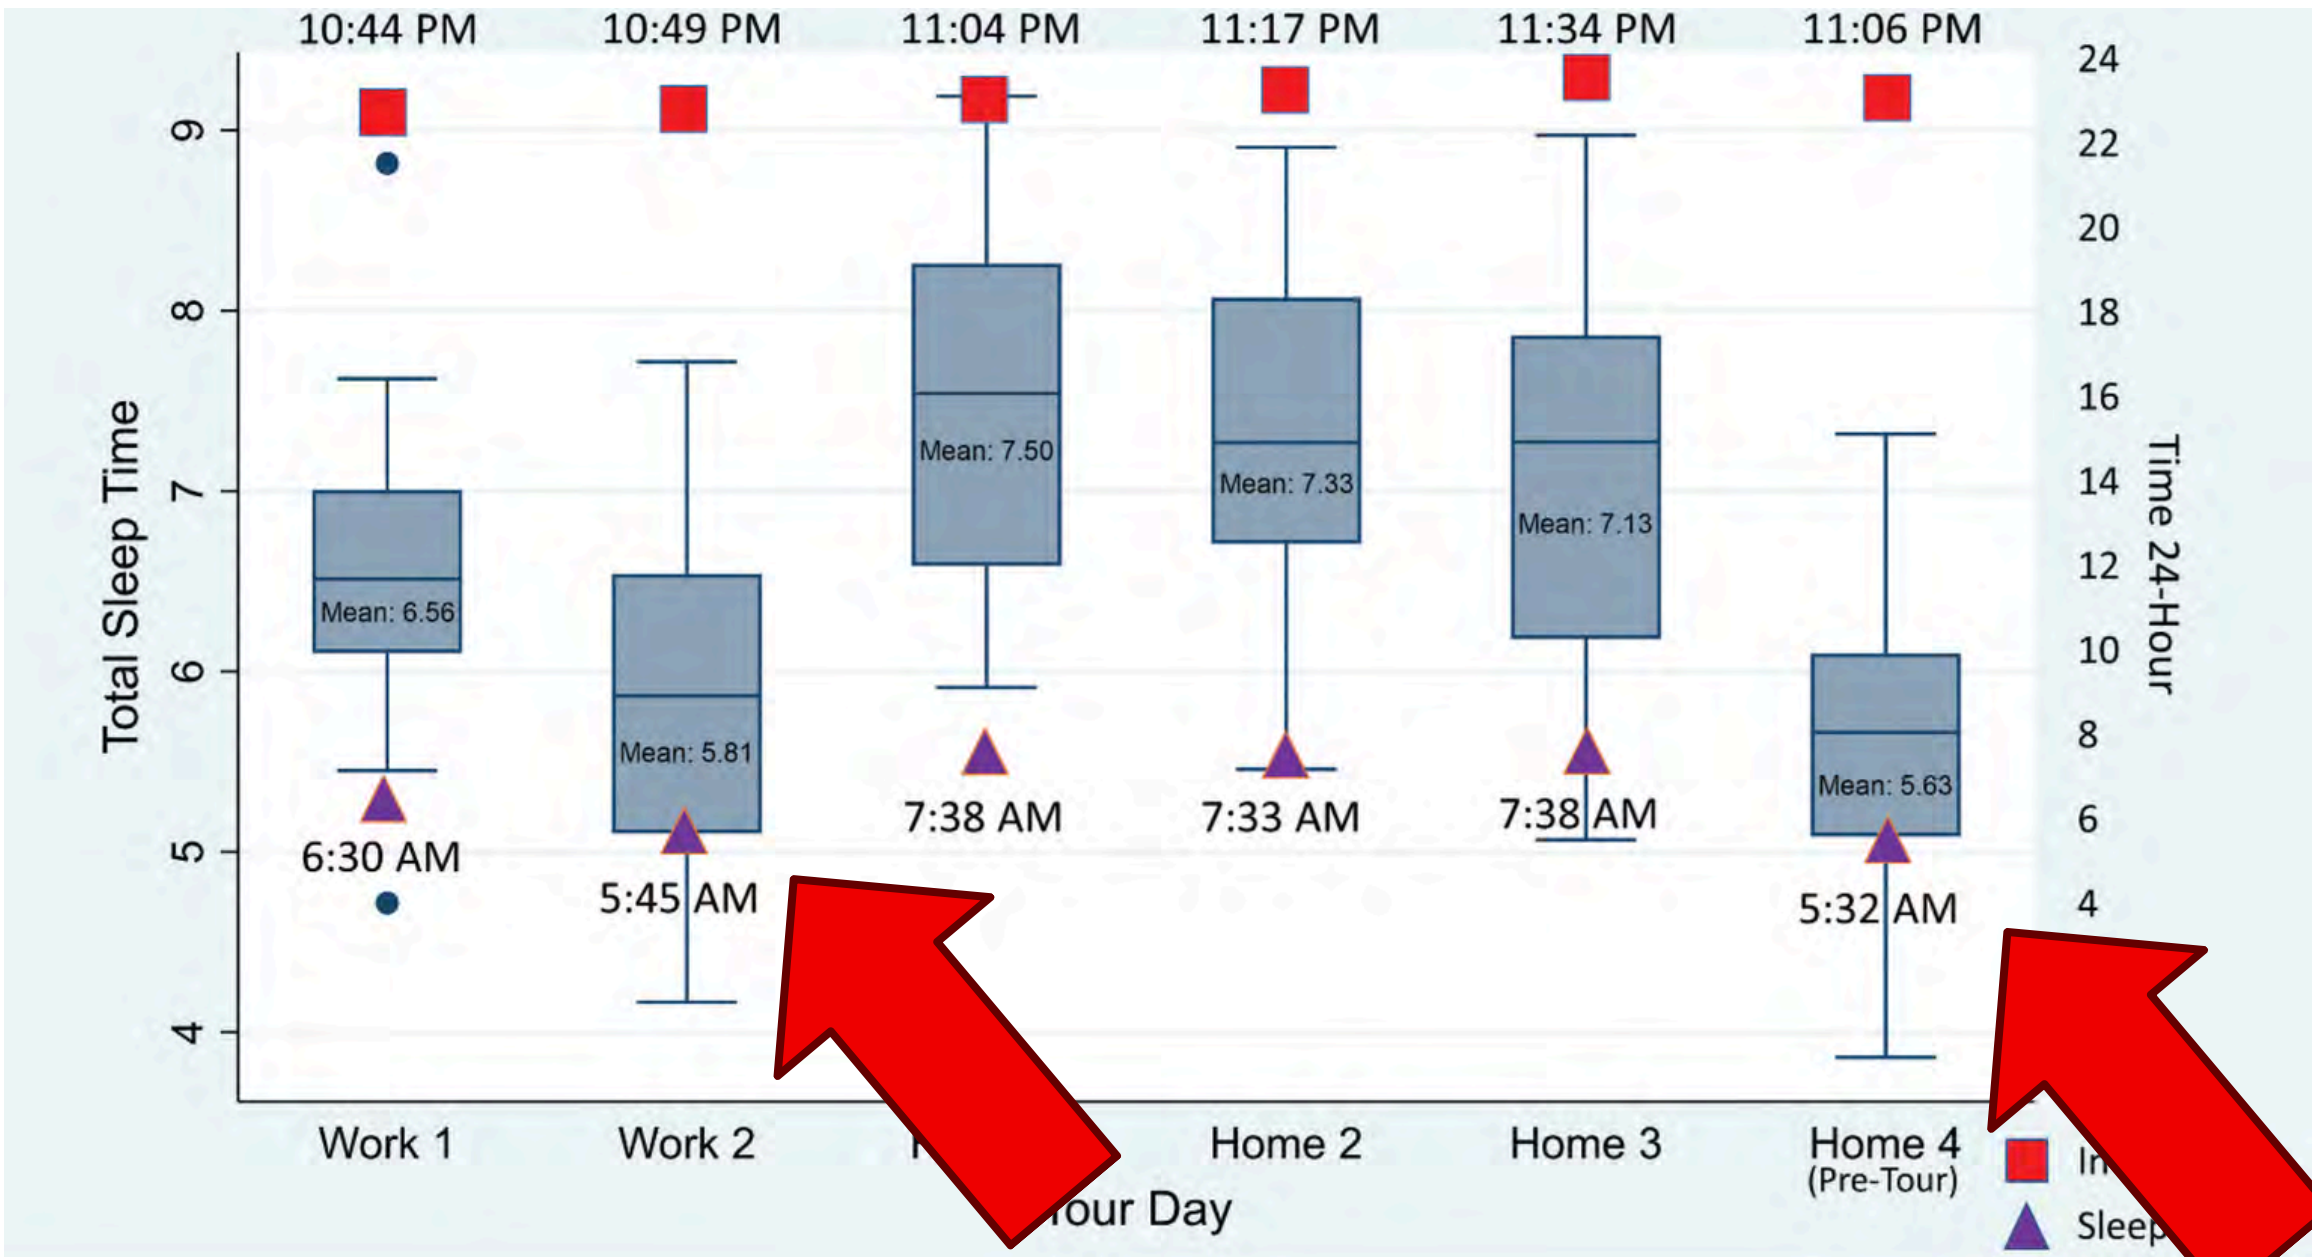 10:44 PM 10:49 PM 11:04 PM 11:17 PM 11:34 PM 11:06 PM
Total Sleep Time
9
8
7
6
5
4
24
22
20
18
16
14
12
10
8
6
4
Time 24-Hour
Mean: 6.56
Mean: 5.81
Mean: 7.50
Mean: 7.33
Mean: 7.13
Mean: 5.63
6:30 AM
5:45 AM
7:38 AM
7:33 AM
7:38 AM
5:32 AM
Work 1 Work 2 Home 2 Home 3 Home 4
(Pre-Tour)
Day
Sleep